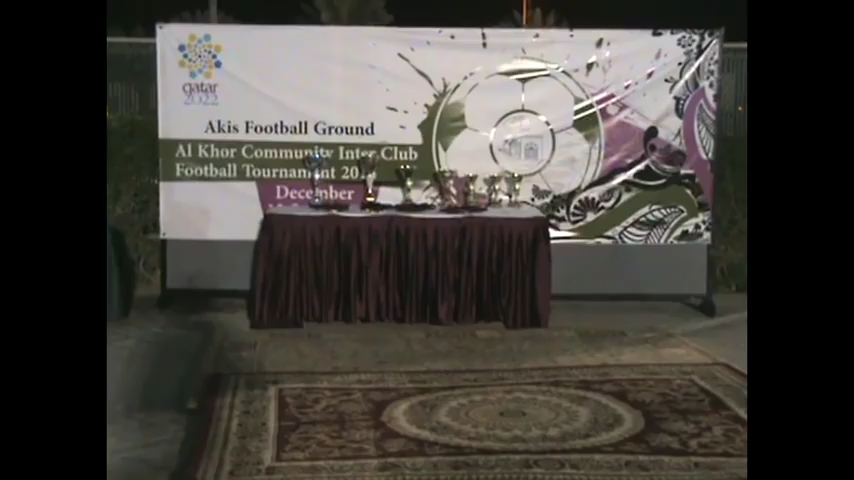 qatar
2022
Akis Football Ground
Al Khor Community Inter Club
Football Tournament
December